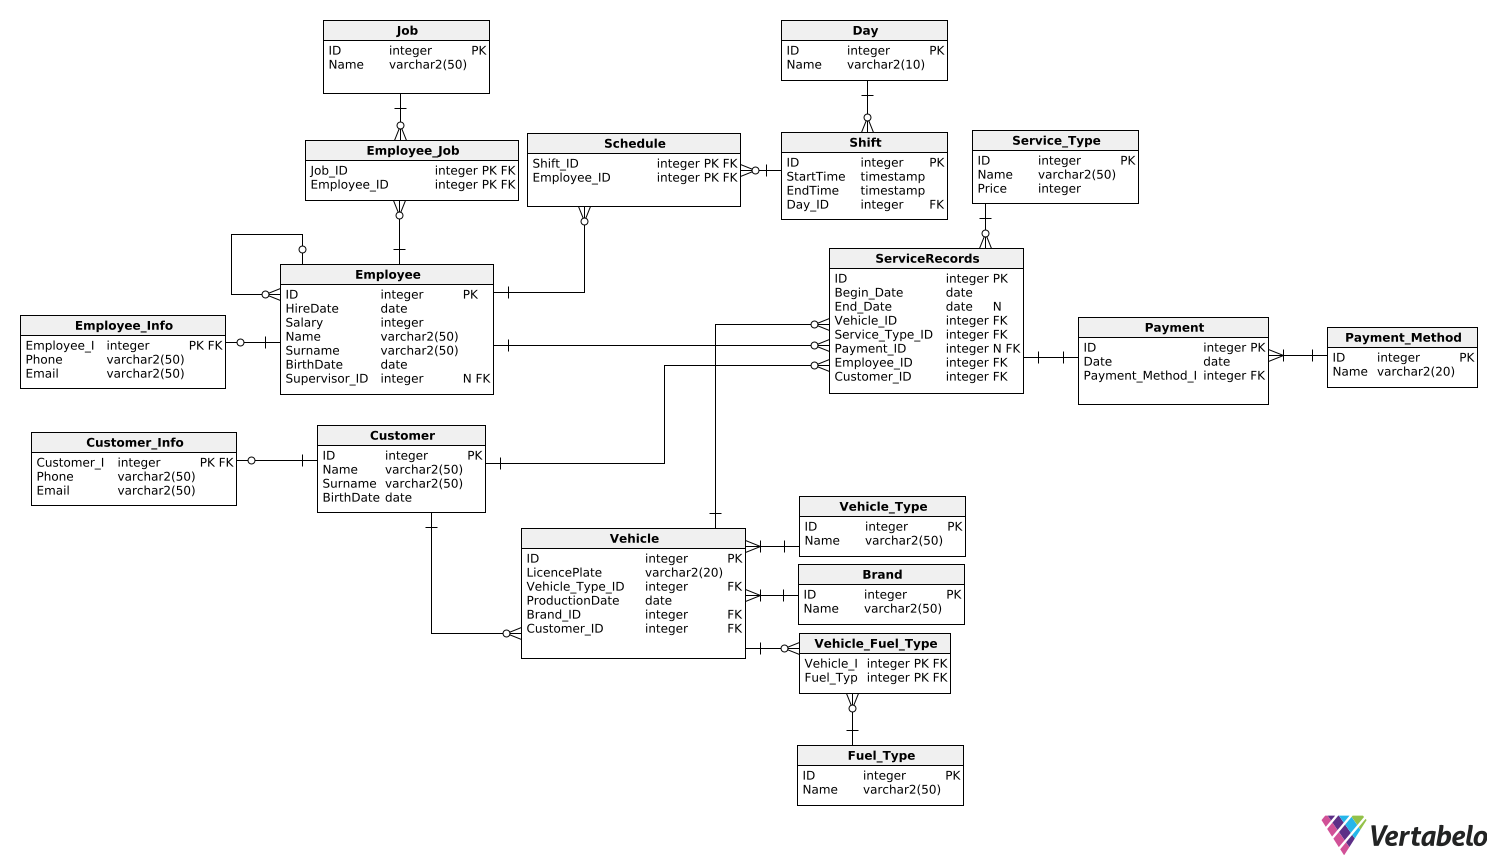 Job
ID integer PK
Name varchar2(50)
Day
ID integer PK
Name varchar2(10)
Employee_Job
Job_ID integer PK FK
Employee_ID integer PK FK
Schedule
Shift_ID integer PK FK
Employee_ID integer PK FK
Shift
ID integer PK
StartTime timestamp
EndTime timestamp
Day_ID integer FK
Service_Type
ID integer PK
Name varchar2(50)
Price integer
Employee
ID integer PK
HireDate date
Salary integer
Name varchar2(50)
Surname varchar2(50)
BirthDate date
Supervisor_ID integer N FK
Employee_Info
Employee_I integer PK FK
Phone varchar2(50)
Email varchar2(50)
ServiceRecords
ID integer PK
Begin_Date date
End_Date date N
Vehicle_ID integer FK
Service_Type_ID integer FK
Payment_ID integer N FK
Employee_ID integer FK
Customer_ID integer FK
Payment
ID integer PK
Date date
Payment_Method_I integer FK
Payment_Method
ID integer PK
Name varchar2(20)
Customer_Info
Customer_I integer PK FK
Phone varchar2(50)
Email varchar2(50)
Customer
ID integer PK
Name varchar2(50)
Surname varchar2(50)
BirthDate date
Vehicle
ID integer PK
LicencePlate varchar2(20)
Vehicle_Type_ID integer FK
ProductionDate date
Brand_ID integer FK
Customer_ID integer FK
Vehicle_Type
ID integer PK
Name varchar2(50)
Brand
ID integer PK
Name varchar2(50)
Vehicle_Fuel_Type
Vehicle_I integer PK FK
Fuel_Typ integer PK FK
Fuel_Type
ID integer PK
Name varchar2(50)
Vertabelo